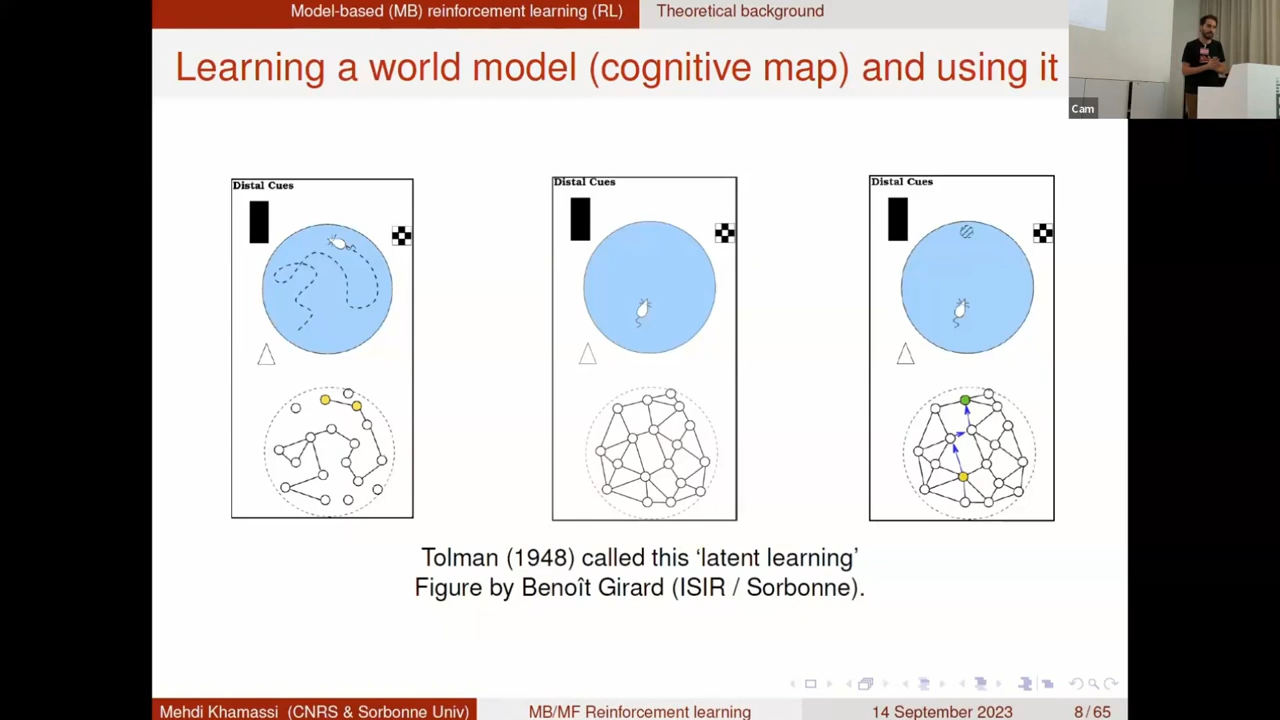 Model-based (MB) reinforcement learning (RL) Theoretical background
Learning a world model (cognitive map) and using it
Cam
Distal Cues
Distal Cues
Distal Cues
Tolman (1948) called this ‘latent learning’
Figure by Benoît Girard (ISIR / Sorbonne).
Mehdi Khamassi (CNRS & Sorbonne Univ) MB/MF Reinforcement learning 14 September 2023 8 / 65